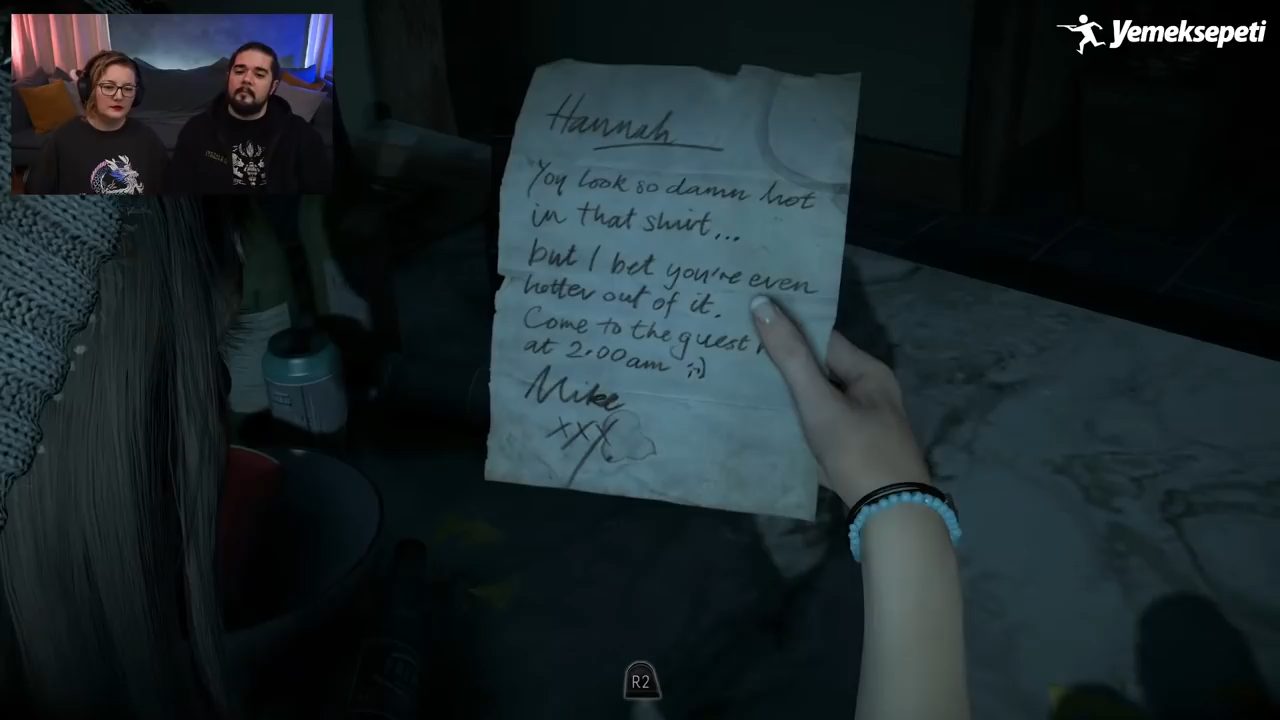 Yemeksepeti
Hannah
You look so damn hot
in that shirt...
but I bet you're even
hotter out of it.
Come to the guest
at 2.00am ;)
Mike
xxx
R2